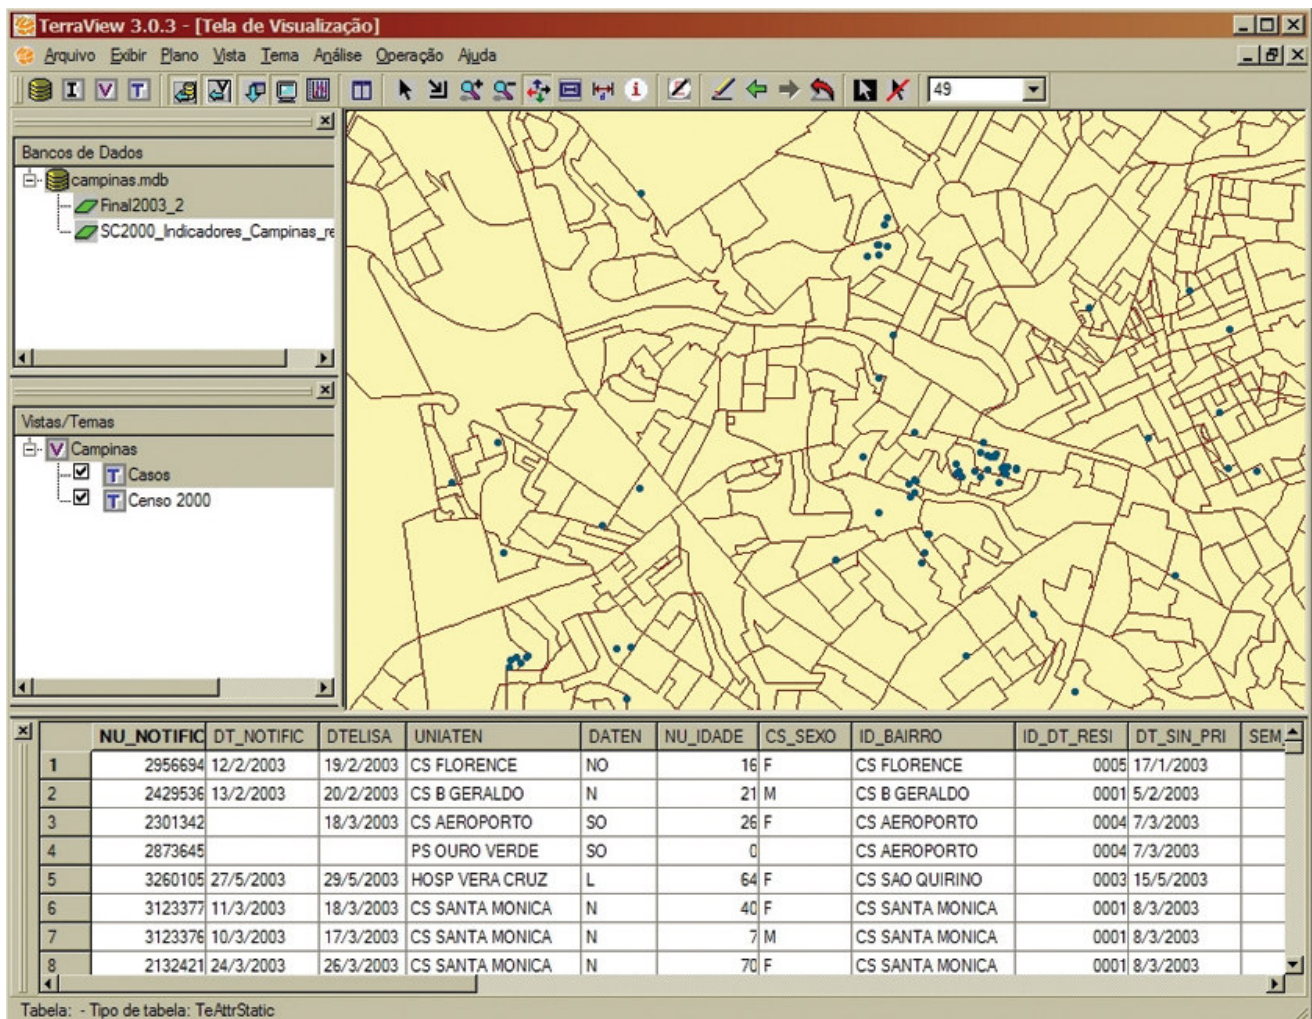 TerraView 3.0.3 - [Tela de Visualização]
Arquivo Exibir Plano Vista Tema Análise Operação Ajuda
I V T 49
Bancos de Dados
campinas.mdb
Final2003_2
SC2000_Indicadores_Campinas_re
Vistas/Temas
V Campinas
T Casos
T Censo 2000
NU_NOTIFIC DT_NOTIFIC DTELISA UNIATEN DATEN NU_IDADE CS_SEXO ID_BAIRRO ID_DT_RESI DT_SIN_PRI SEM_
1 2956694 12/2/2003 19/2/2003 CS FLORENCE NO 16 F CS FLORENCE 0005 17/1/2003
2 2429536 13/2/2003 20/2/2003 CS B GERALDO N 21 M CS B GERALDO 0001 5/2/2003
3 2301342 18/3/2003 CS AEROPORTO SO 26 F CS AEROPORTO 0004 7/3/2003
4 2873645 PS OURO VERDE SO 0 CS AEROPORTO 0004 7/3/2003
5 3260105 27/5/2003 29/5/2003 HOSP VERA CRUZ L 64 F CS SAO QUIRINO 0003 15/5/2003
6 3123377 11/3/2003 18/3/2003 CS SANTA MONICA N 40 F CS SANTA MONICA 0001 8/3/2003
7 3123376 10/3/2003 17/3/2003 CS SANTA MONICA N 7 M CS SANTA MONICA 0001 8/3/2003
8 2132421 24/3/2003 26/3/2003 CS SANTA MONICA N 70 F CS SANTA MONICA 0001 8/3/2003
Tabela: - Tipo de tabela: TeAttrStatic